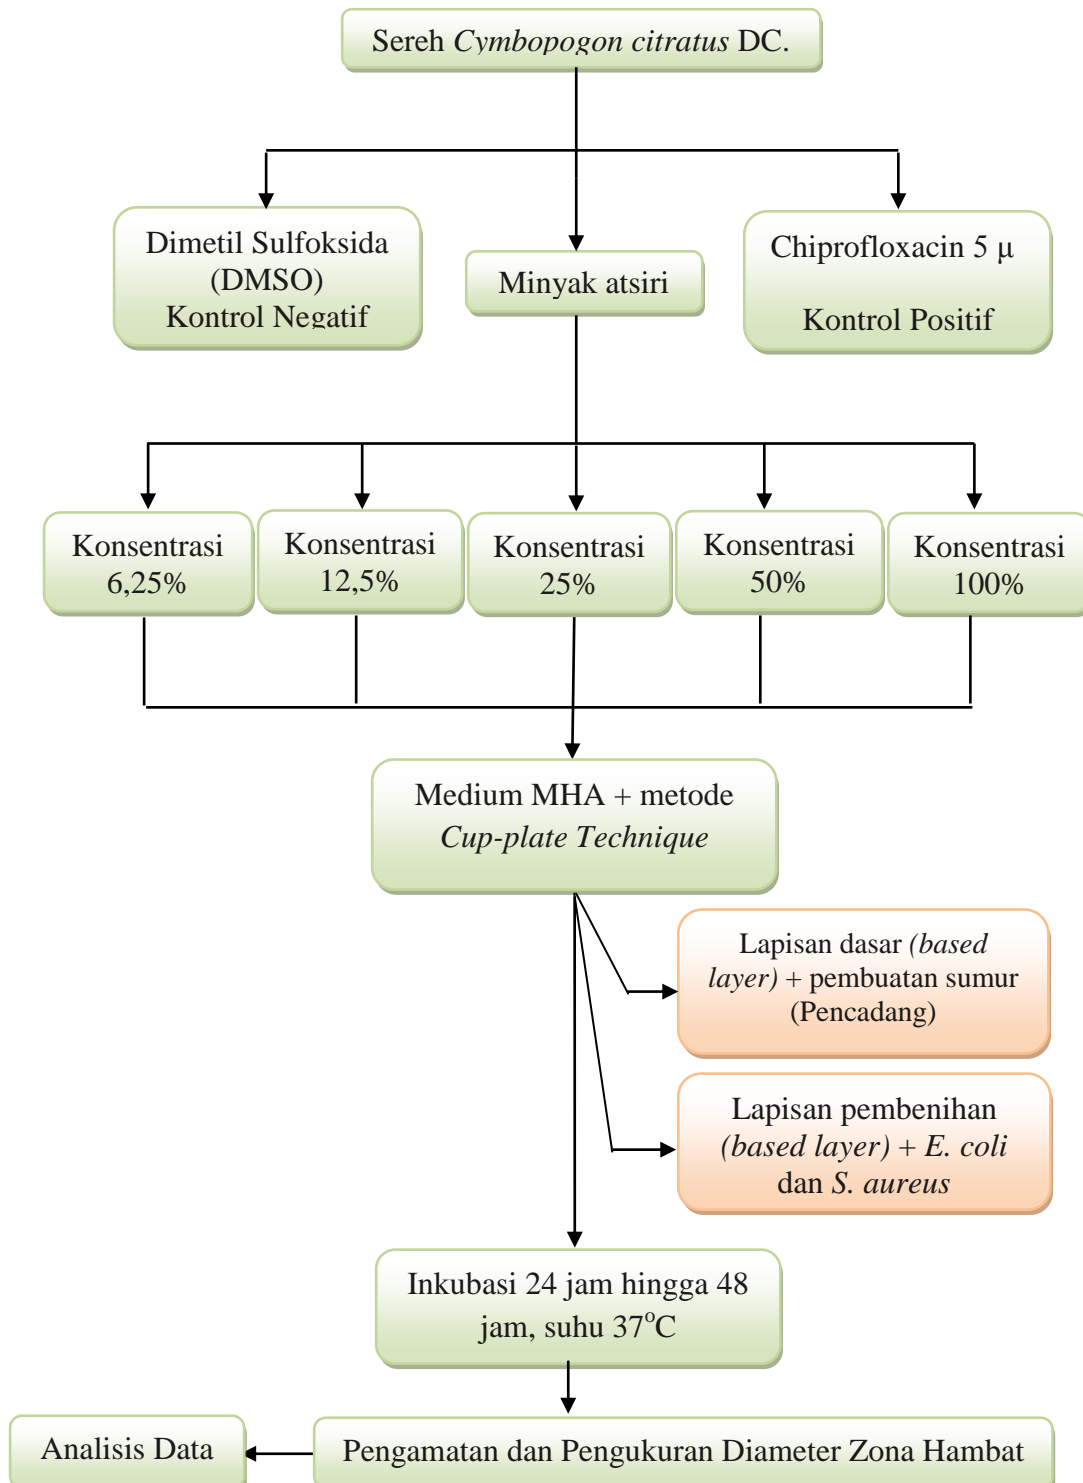 Sereh Cymbopogon citratus DC.
Dimetil Sulfoksida
(DMSO)
Kontrol Negatif
Minyak atsiri
Chiprofloxacin 5 µ
Kontrol Positif
Konsentrasi
6,25%
Konsentrasi
12,5%
Konsentrasi
25%
Konsentrasi
50%
Konsentrasi
100%
Medium MHA + metode
Cup-plate Technique
Lapisan dasar (based
layer) + pembuatan sumur
(Pencadang)
Lapisan pembenihan
(based layer) + E. coli
dan S. aureus
Inkubasi 24 jam hingga 48
jam, suhu 37°C
Analisis Data
Pengamatan dan Pengukuran Diameter Zona Hambat